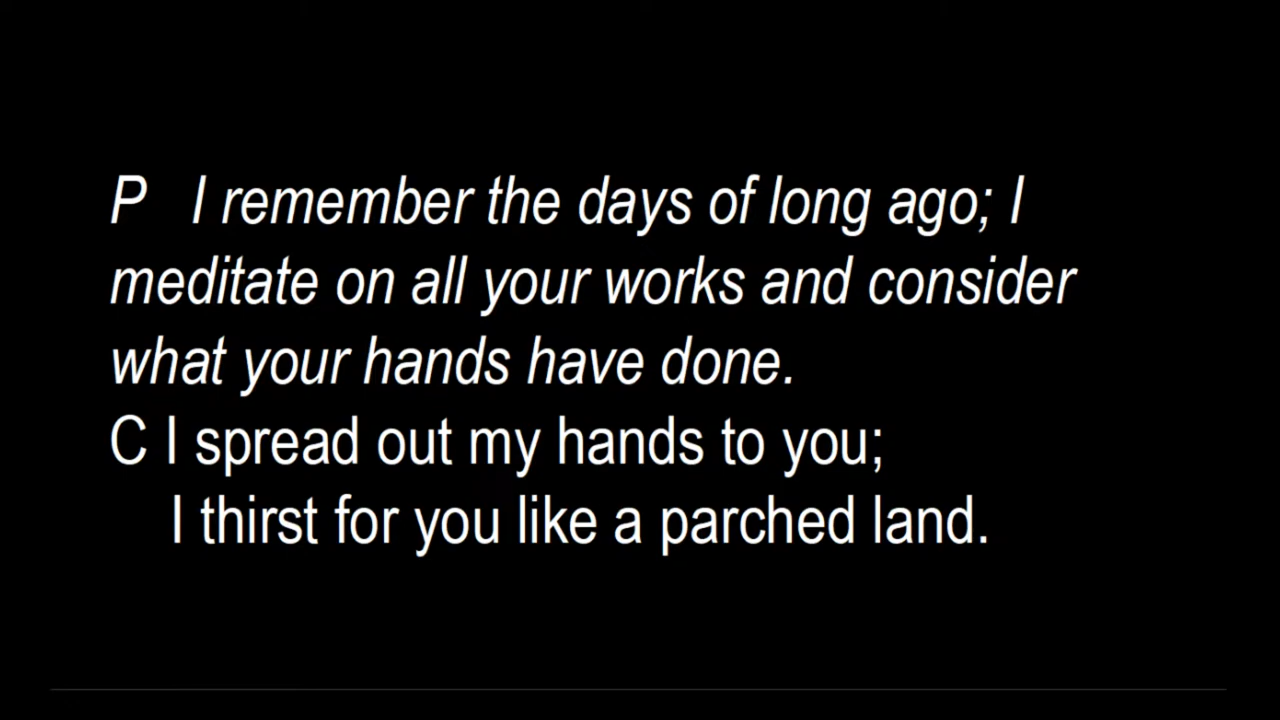 P I remember the days of long ago; I
meditate on all your works and consider
what your hands have done.
C I spread out my hands to you;
I thirst for you like a parched land.